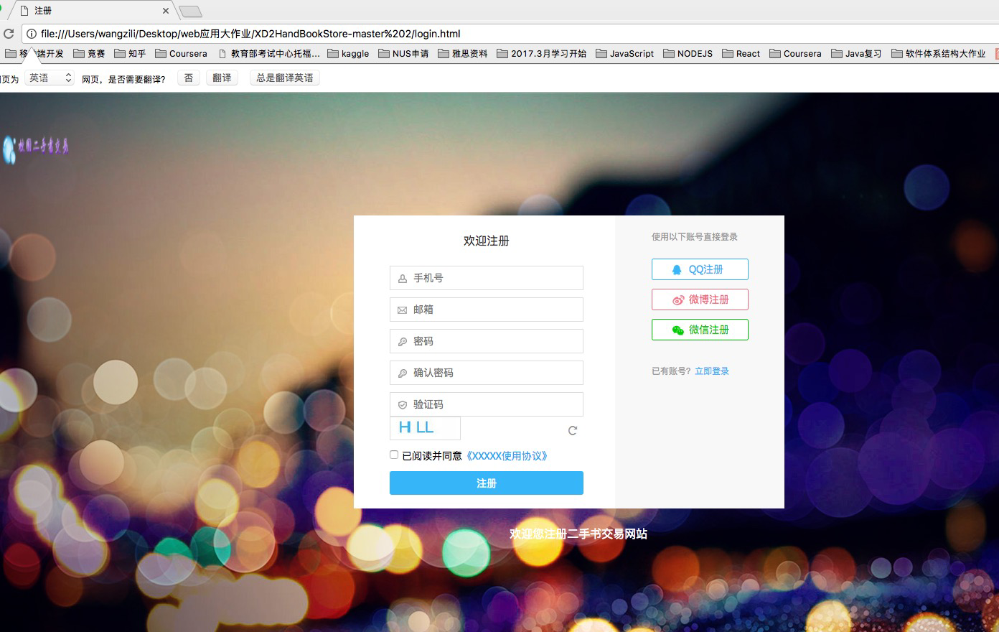 注册
file:///Users/wangzili/Desktop/web应用大作业/XD2HandBookStore-master%202/login.html
竞赛 知乎 Coursera 教育部考试中心托福… kaggle NUS申请 雅思资料 2017.3月学习开始 JavaScript NODEJS React Coursera Java复习 软件体系结构大作业
页为 英语 网页，是否需要翻译? 否 翻译 总是翻译英语
校园二手书交易
欢迎注册
手机号
邮箱
密码
确认密码
验证码
HI LL
已阅读并同意《XXXXX使用协议》
注册
使用以下账号直接登录
QQ注册
微博注册
微信注册
已有账号? 立即登录
欢迎您注册二手书交易网站